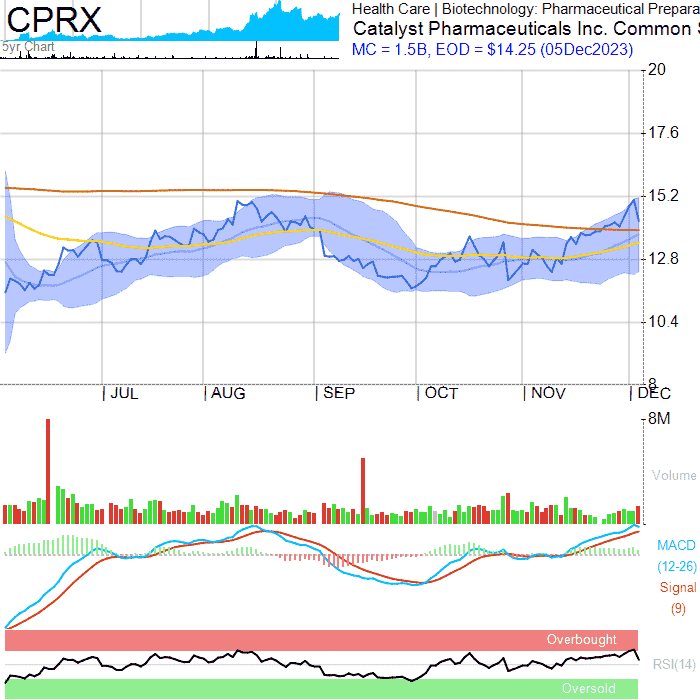 CPRX
5yr Chart
Health Care | Biotechnology: Pharmaceutical Prepara
Catalyst Pharmaceuticals Inc. Common S
MC = 1.5B, EOD = $14.25 (05Dec2023)
20
17.6
15.2
12.8
10.4
8
JUL AUG SEP OCT NOV DEC
8M
Volume
MACD
(12-26)
Signal
(9)
Overbought
RSI(14)
Oversold